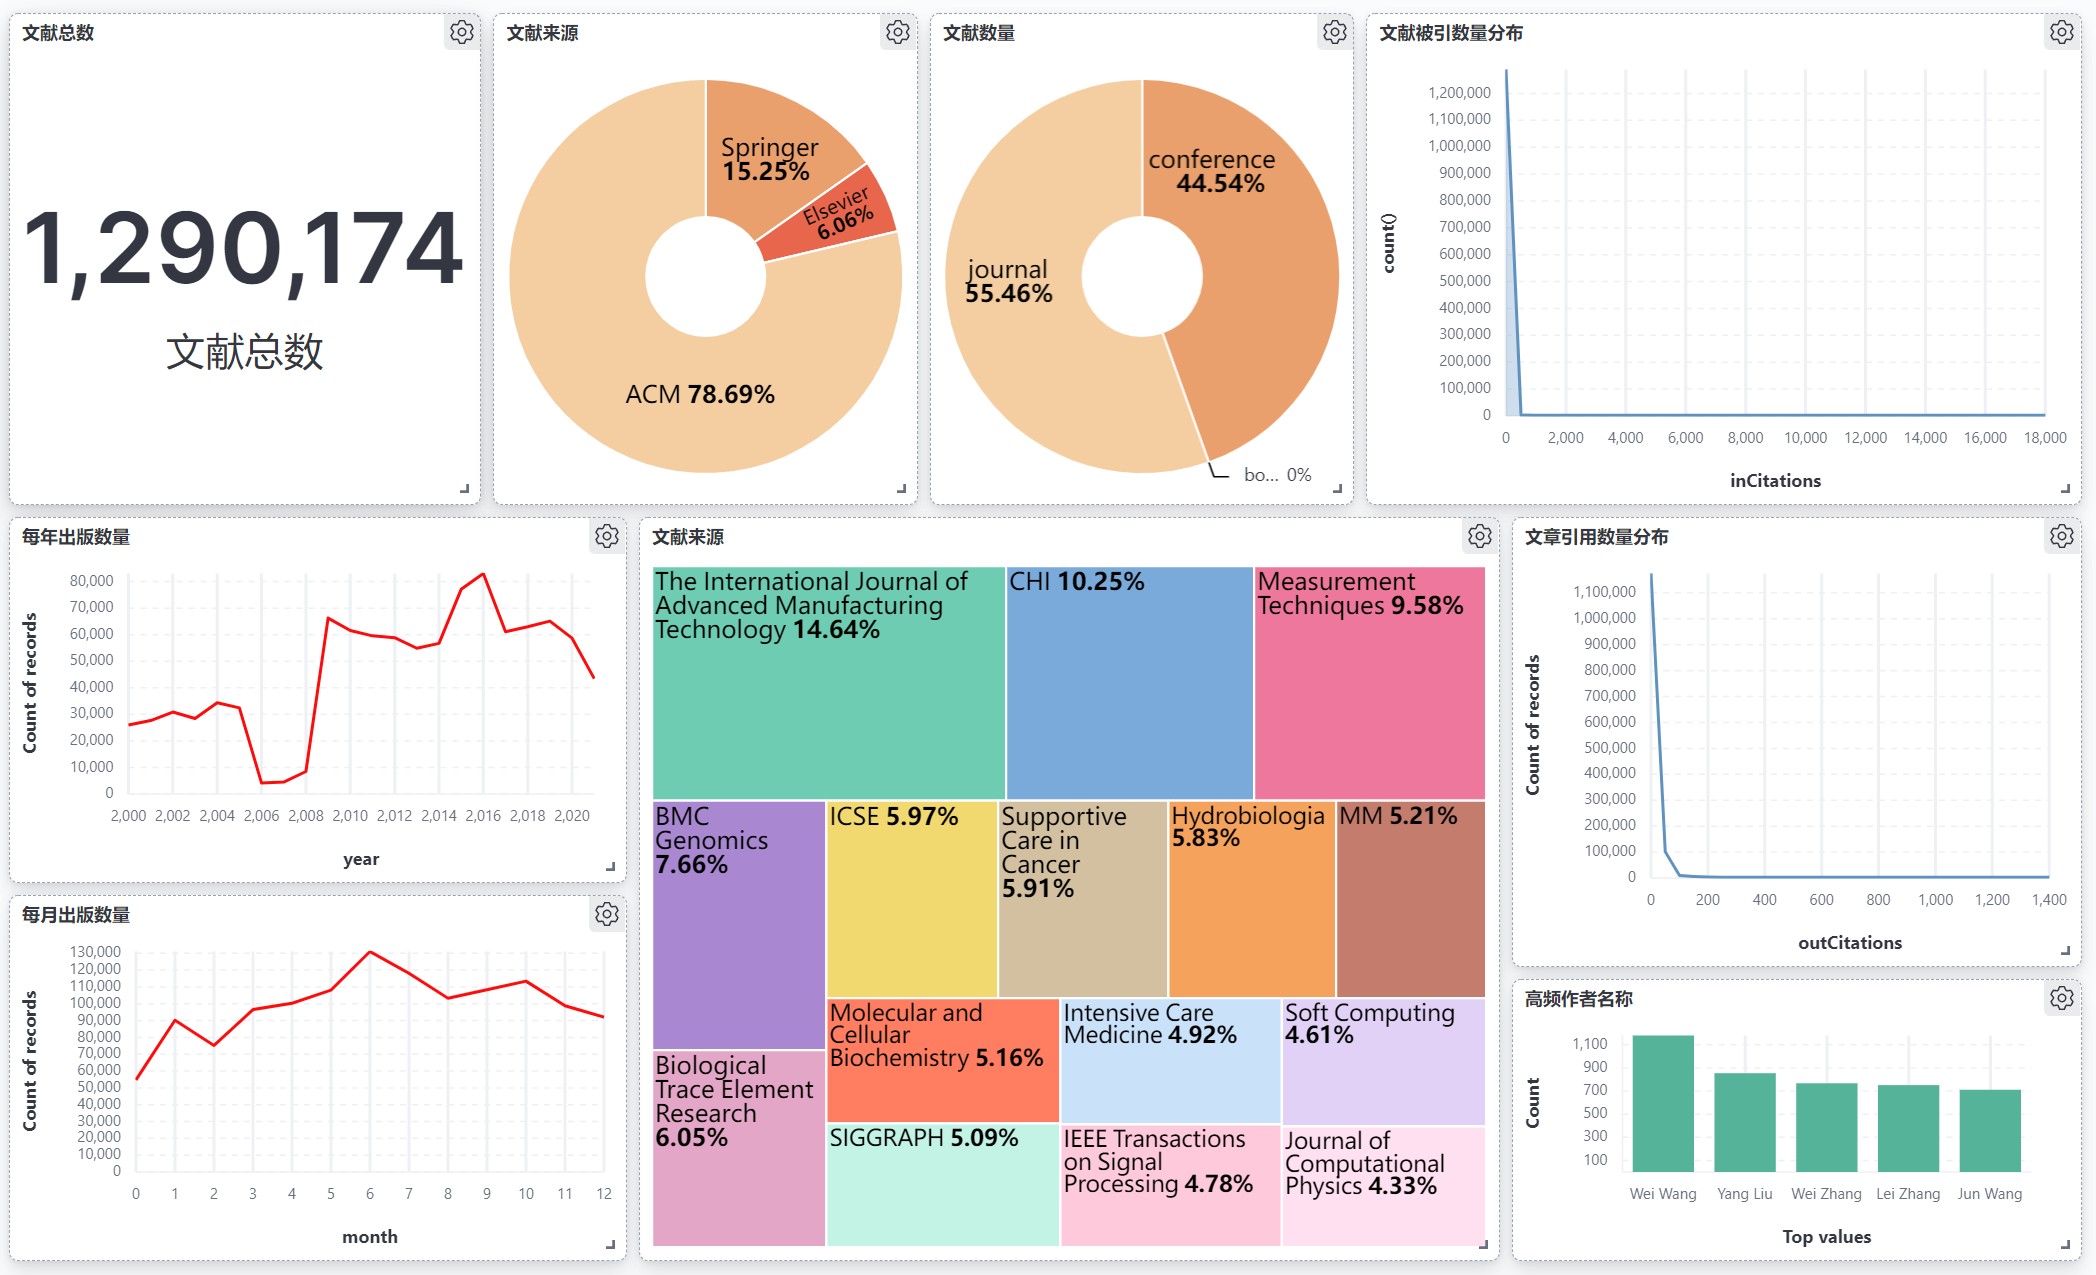 文献总数
1,290,174
文献总数
文献来源
Springer
15.25%
Elsevier
6.06%
ACM 78.69%
文献数量
conference
44.54%
journal
55.46%
bo... 0%
文献被引数量分布
count()
1,200,000
1,100,000
1,000,000
900,000
800,000
700,000
600,000
500,000
400,000
300,000
200,000
100,000
0
0 2,000 4,000 6,000 8,000 10,000 12,000 14,000 16,000 18,000
inCitations
每年出版数量
Count of records
80,000
70,000
60,000
50,000
40,000
30,000
20,000
10,000
0
2,000 2,002 2,004 2,006 2,008 2,010 2,012 2,014 2,016 2,018 2,020
year
每月出版数量
Count of records
130,000
120,000
110,000
100,000
90,000
80,000
70,000
60,000
50,000
40,000
30,000
20,000
10,000
0
0 1 2 3 4 5 6 7 8 9 10 11 12
month
文献来源
The International Journal of
Advanced Manufacturing
Technology 14.64%
CHI 10.25%
Measurement
Techniques 9.58%
BMC
Genomics
7.66%
ICSE 5.97%
Supportive
Care in
Cancer
5.91%
Hydrobiologia
5.83%
MM 5.21%
Biological
Trace Element
Research
6.05%
Molecular and
Cellular
Biochemistry 5.16%
Intensive Care
Medicine 4.92%
Soft Computing
4.61%
SIGGRAPH 5.09%
IEEE Transactions
on Signal
Processing 4.78%
Journal of
Computational
Physics 4.33%
文章引用数量分布
Count of records
1,100,000
1,000,000
900,000
800,000
700,000
600,000
500,000
400,000
300,000
200,000
100,000
0
0 200 400 600 800 1,000 1,200 1,400
outCitations
高频作者名称
Count
1,100
900
700
500
300
100
Wei Wang Yang Liu Wei Zhang Lei Zhang Jun Wang
Top values